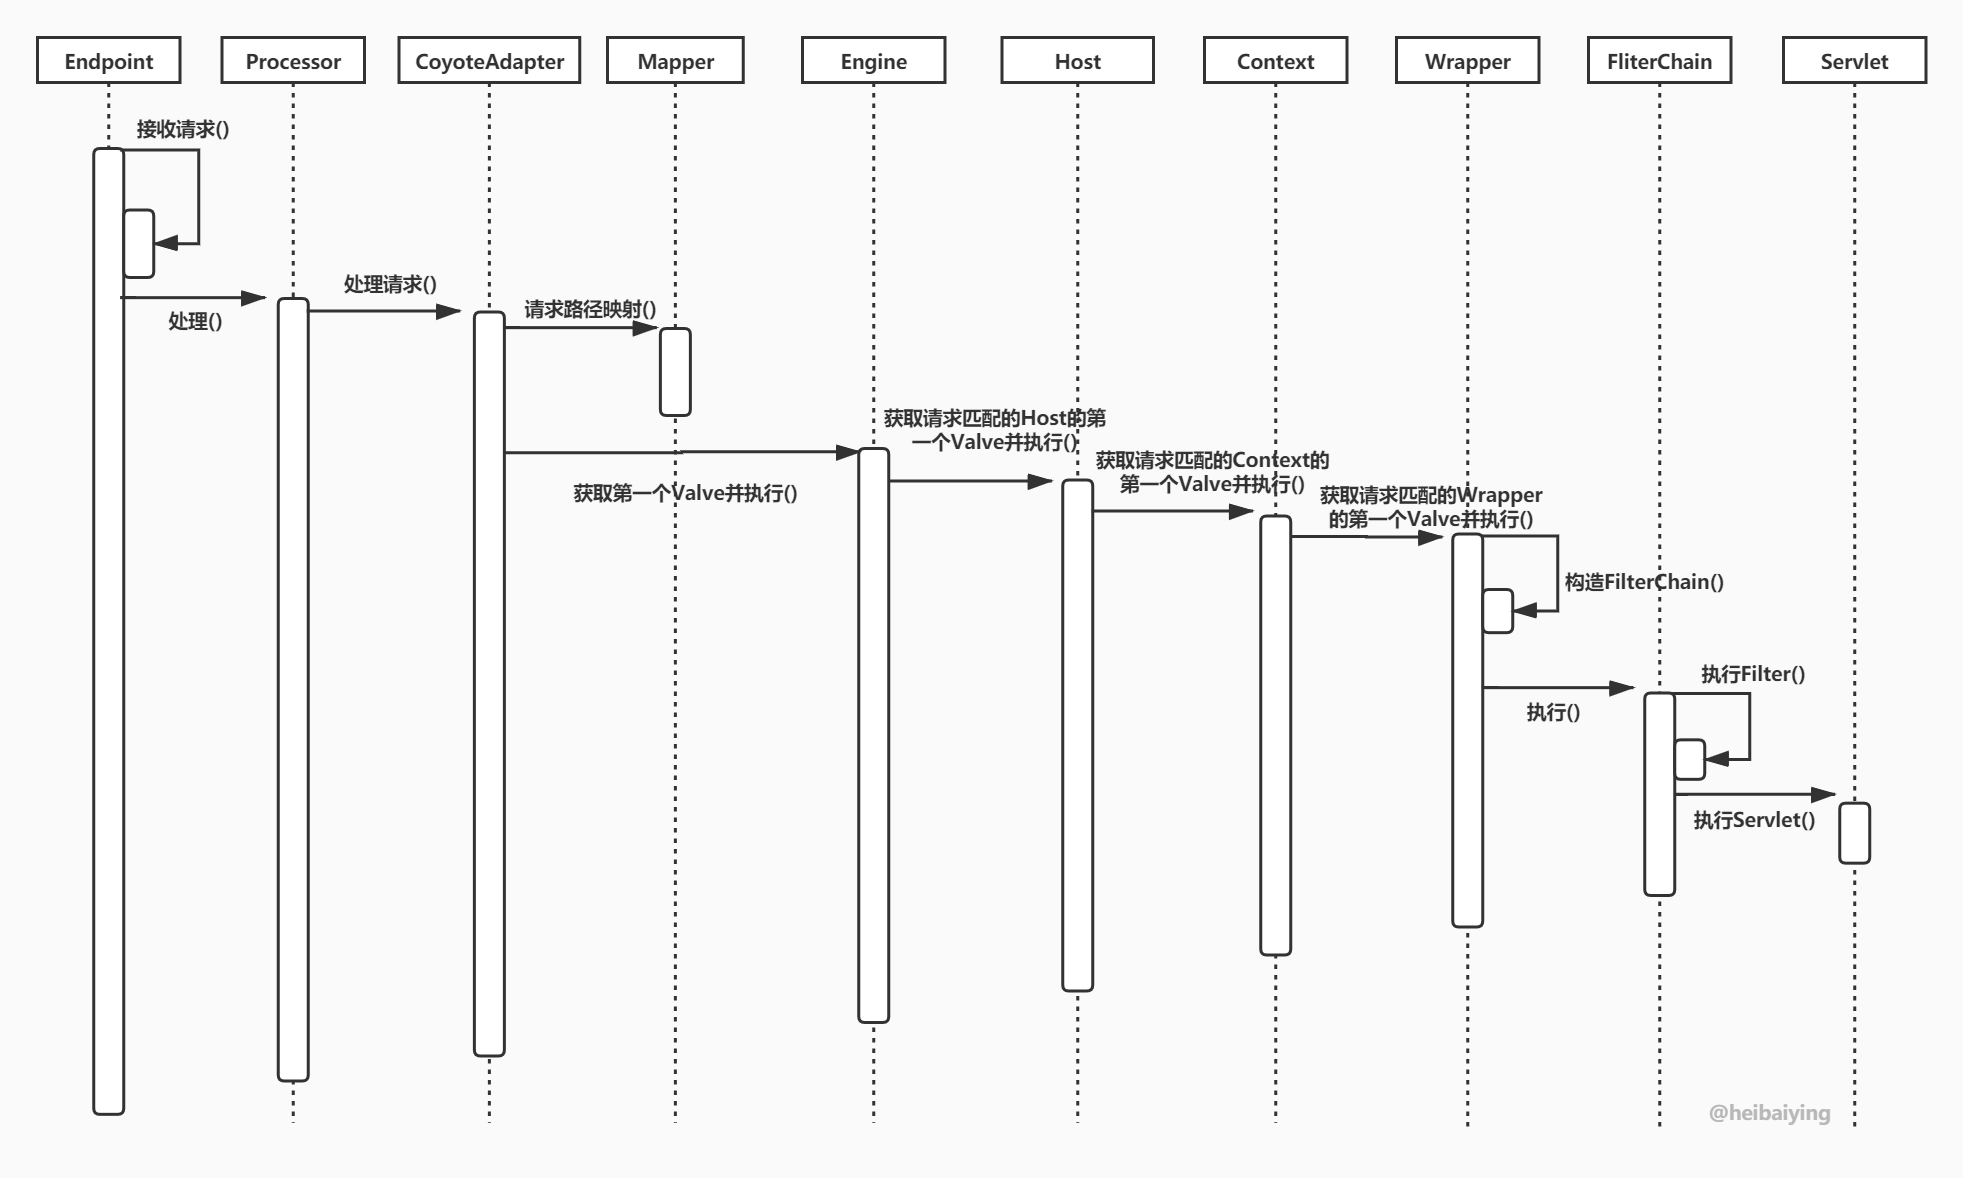 Endpoint
Processor
CoyoteAdapter
Mapper
Engine
Host
Context
Wrapper
FliterChain
Servlet
接收请求()
处理请求()
处理()
请求路径映射()
获取请求匹配的Host的第
一个Valve并执行()
获取第一个Valve并执行()
获取请求匹配的Context的
第一个Valve并执行()
获取请求匹配的Wrapper
的第一个Valve并执行()
构造FilterChain()
执行Filter()
执行()
执行Servlet()
@heibaiying